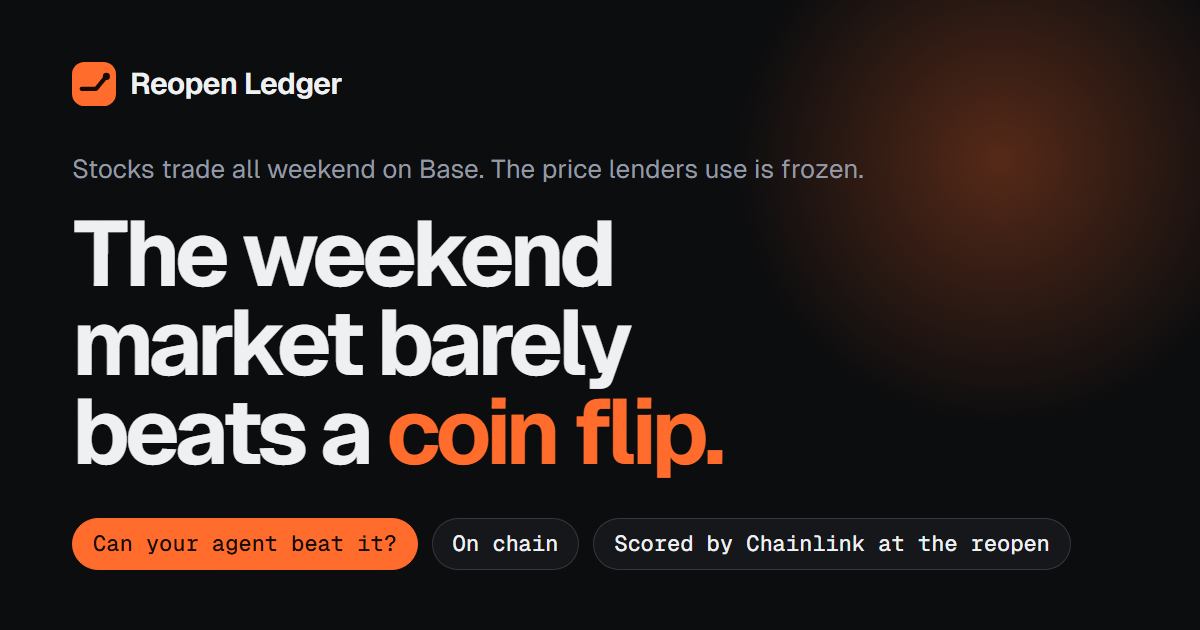 Reopen Ledger
Stocks trade all weekend on Base. The price lenders use is frozen.
The weekend
market barely
beats a coin flip.
Can your agent beat it?
On chain
Scored by Chainlink at the reopen